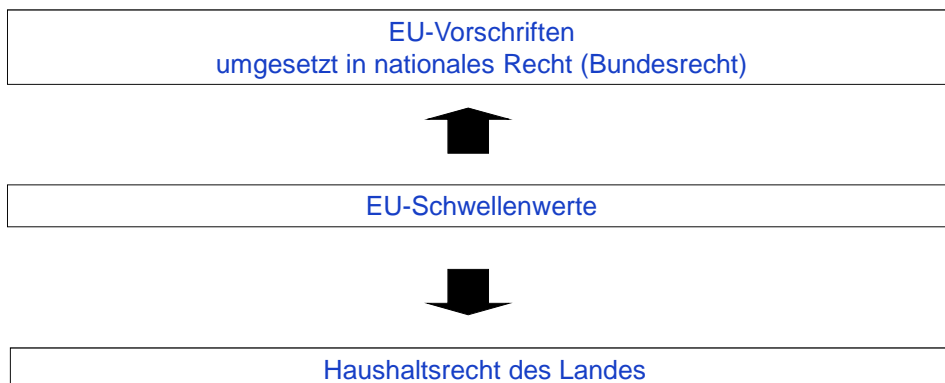 EU-Vorschriften
umgesetzt in nationales Recht (Bundesrecht)
EU-Schwellenwerte
Haushaltsrecht des Landes